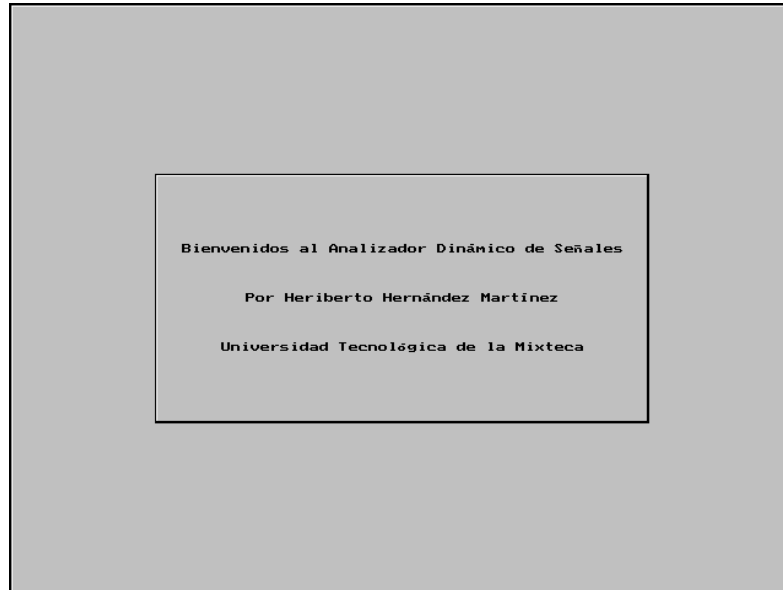 Bienvenidos al Analizador Dinámico de Señales
Por Heriberto Hernández Martínez
Universidad Tecnológica de la Mixteca